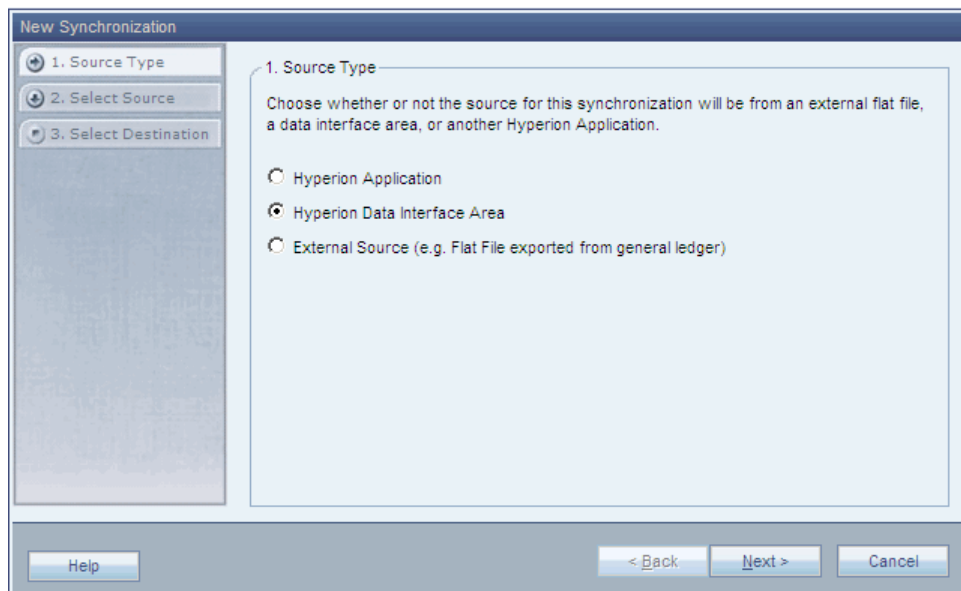 New Synchronization
1. Source Type
2. Select Source
3. Select Destination
1. Source Type
Choose whether or not the source for this synchronization will be from an external flat file,
a data interface area, or another Hyperion Application.
Hyperion Application
Hyperion Data Interface Area
External Source (e.g. Flat File exported from general ledger)
Help
< Back
Next >
Cancel